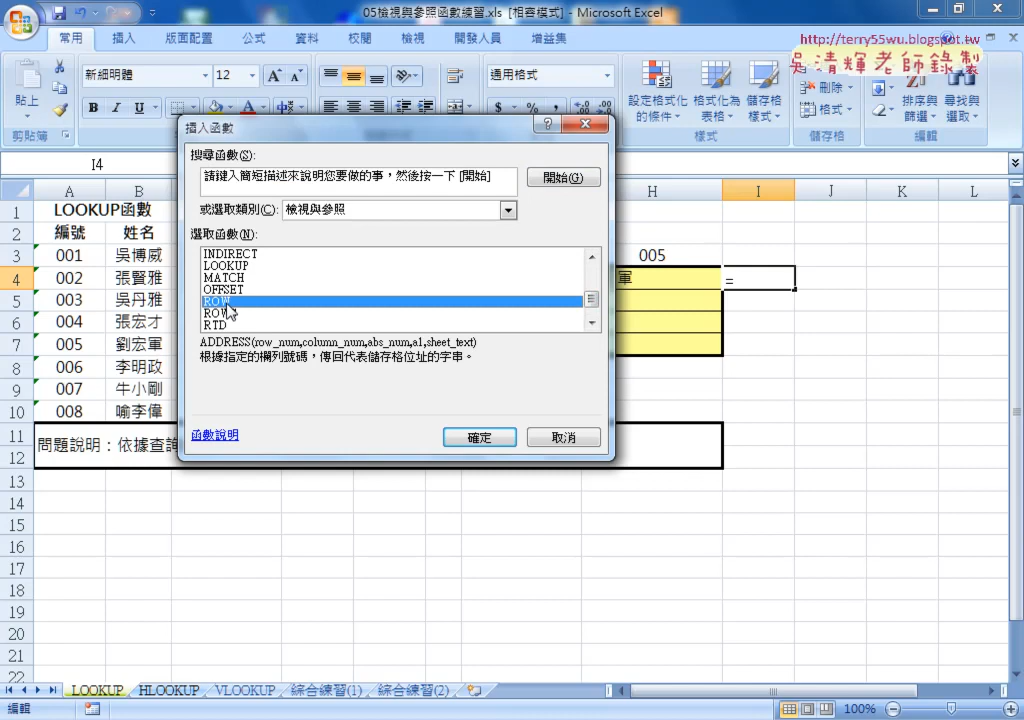 05檢視與參照函數練習.xls [相容模式] - Microsoft Excel
常用 插入 版面配置 公式 資料 校閱 檢視 開發人員 增益集
http://terry55wu.blogspot.tw
吳清輝老師錄製
貼上 新細明體 12 通用格式 設定格式化的條件 格式化為表格 儲存格樣式 刪除 格式 排序與篩選 尋找與選取
剪貼簿 樣式 儲存格 編輯
I4
插入函數
搜尋函數(S):
請鍵入簡短描述來說明您要做的事，然後按一下 [開始]
開始(G)
或選取類別(C): 檢視與參照
選取函數(N):
INDIRECT
LOOKUP
MATCH
OFFSET
ROW
RTD
ADDRESS(row_num,column_num,abs_num,a1,sheet_text)
根據指定的欄列號碼，傳回代表儲存格位址的字串。
函數說明 確定 取消
A B H I J K L
1 LOOKUP函數
2 編號 姓名
3 001 吳博威 005
4 002 張賢雅 軍 =
5 003 吳丹雅
6 004 張宏才
7 005 劉宏軍
8 006 李明政
9 007 牛小剛
10 008 喻李偉
11
問題說明：依據查詢
12
13
14
15
16
17
18
19
20
21
22
LOOKUP HLOOKUP VLOOKUP 綜合練習(1) 綜合練習(2)
編輯 100%